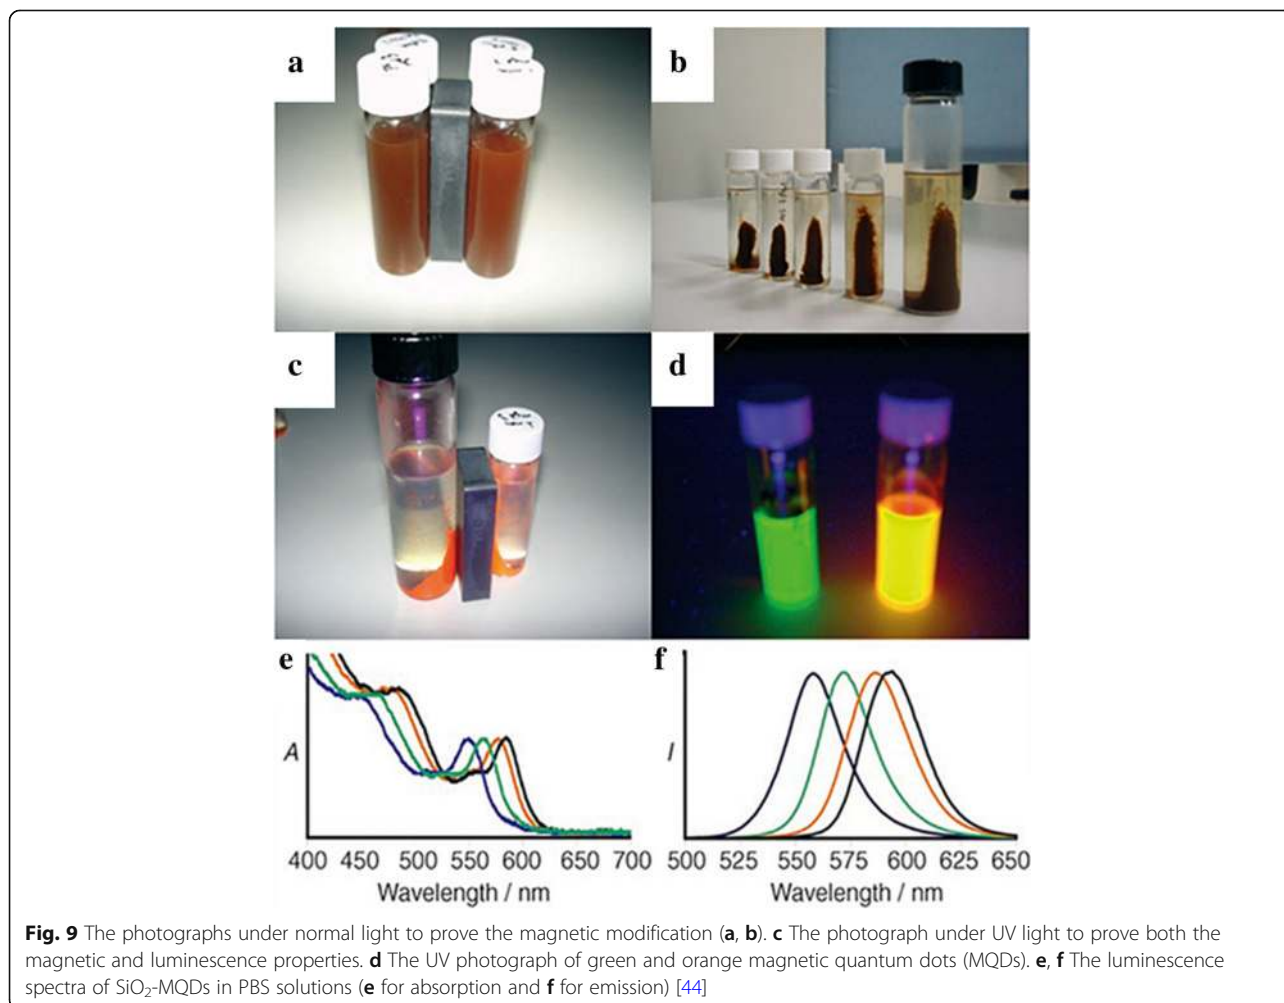 a
b
c
d
e
f
A
I
400 450 500 550 600 650 700
500 525 550 575 600 625 650
Wavelength / nm
Wavelength / nm
Fig. 9 The photographs under normal light to prove the magnetic modification (a, b). c The photograph under UV light to prove both the
magnetic and luminescence properties. d The UV photograph of green and orange magnetic quantum dots (MQDs). e, f The luminescence
spectra of SiO₂-MQDs in PBS solutions (e for absorption and f for emission) [44]